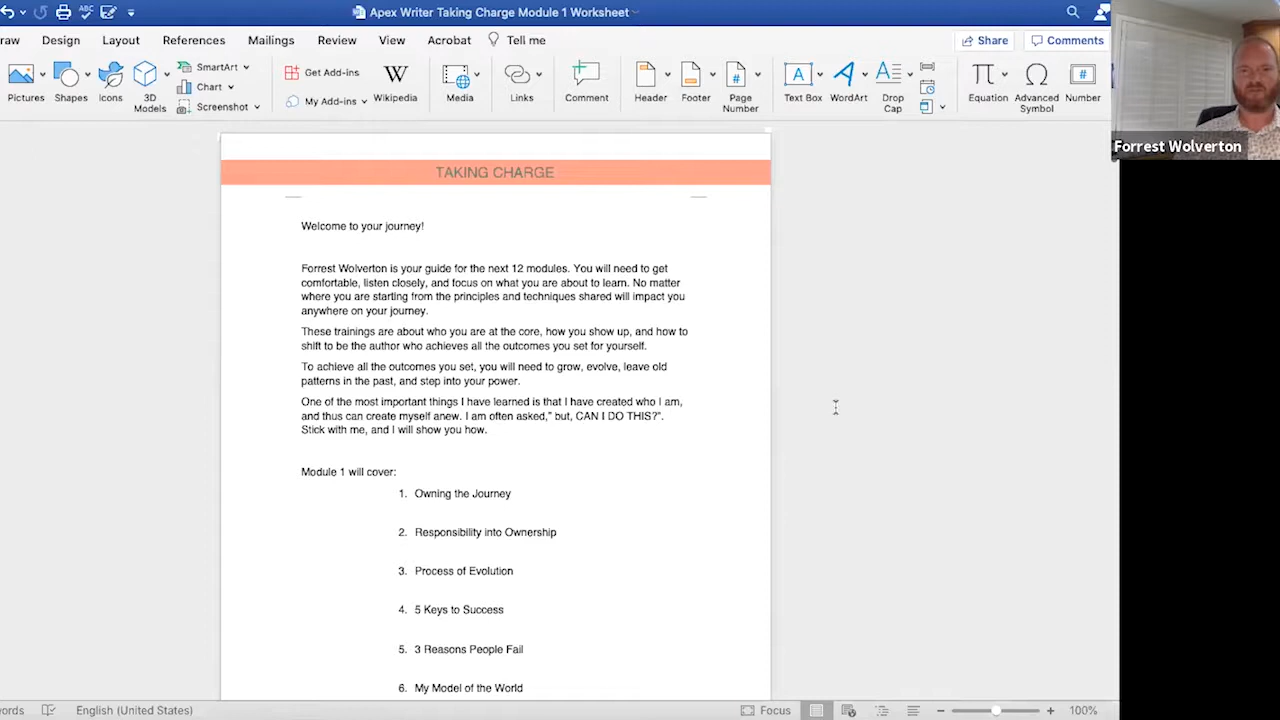 Apex Writer Taking Charge Module 1 Worksheet
raw Design Layout References Mailings Review View Acrobat Tell me Share Comments
Pictures Shapes Icons 3D Models SmartArt Chart Screenshot Get Add-ins My Add-ins Wikipedia Media Links Comment Header Footer Page Number Text Box WordArt Drop Cap Equation Advanced Symbol Number
Forrest Wolverton
TAKING CHARGE
Welcome to your journey!
Forrest Wolverton is your guide for the next 12 modules. You will need to get
comfortable, listen closely, and focus on what you are about to learn. No matter
where you are starting from the principles and techniques shared will impact you
anywhere on your journey.
These trainings are about who you are at the core, how you show up, and how to
shift to be the author who achieves all the outcomes you set for yourself.
To achieve all the outcomes you set, you will need to grow, evolve, leave old
patterns in the past, and step into your power.
One of the most important things I have learned is that I have created who I am,
and thus can create myself anew. I am often asked," but, CAN I DO THIS?".
Stick with me, and I will show you how.
Module 1 will cover:
1. Owning the Journey
2. Responsibility into Ownership
3. Process of Evolution
4. 5 Keys to Success
5. 3 Reasons People Fail
6. My Model of the World
ords English (United States) Focus 100%